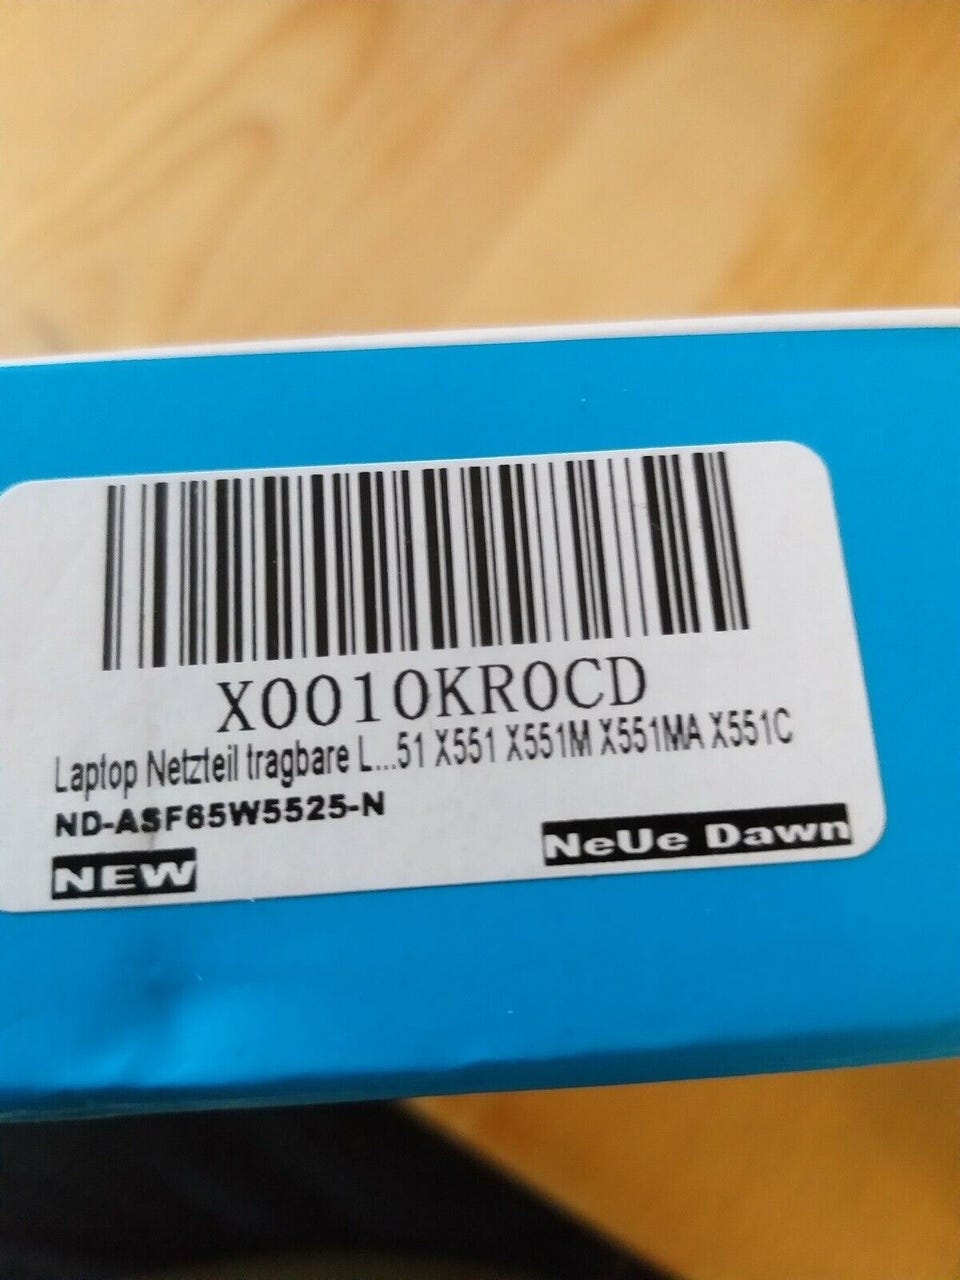 X0010KR0CD
Laptop Netzteil tragbare L...51 X551 X551M X551MA X551C
ND-ASF65W5525-N
NEW
NeUe Dawn